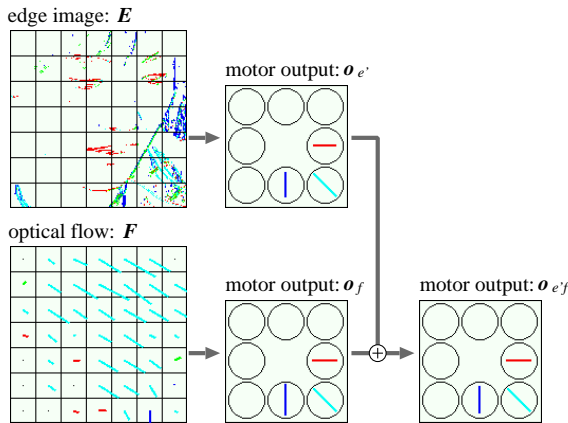 edge image: E
motor output: o e'
optical flow: F
motor output: o f
motor output: o e'f
+